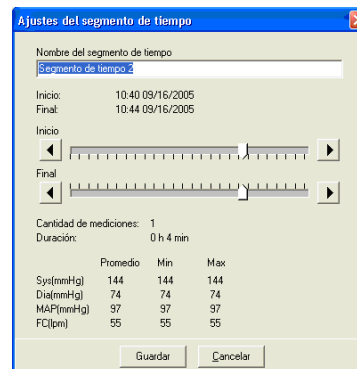 Ajustes del segmento de tiempo
Nombre del segmento de tiempo
Segmento de tiempo 2
Inicio: 10:40 09/16/2005
Final: 10:44 09/16/2005
Inicio
Final
Cantidad de mediciones: 1
Duración: 0 h 4 min
Promedio Min Max
Sys(mmHg) 144 144 144
Dia(mmHg) 74 74 74
MAP(mmHg) 97 97 97
FC(lpm) 55 55 55
Guardar Cancelar